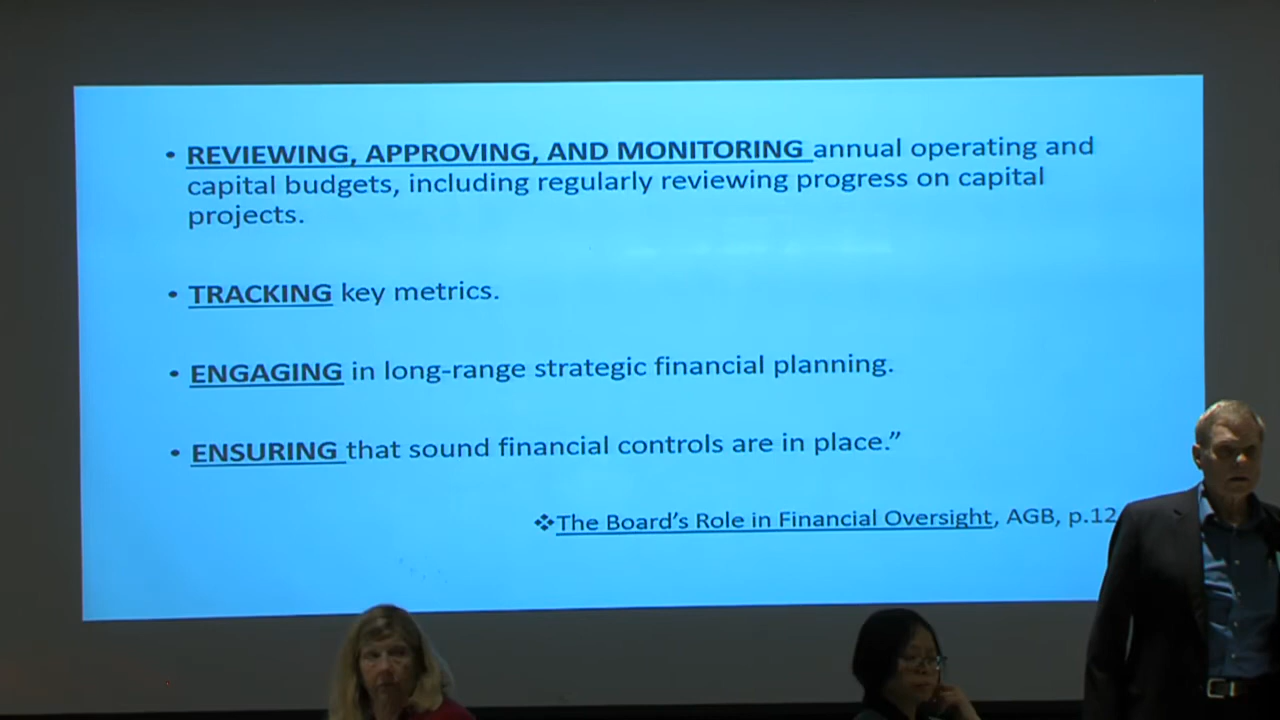 • REVIEWING, APPROVING, AND MONITORING annual operating and
capital budgets, including regularly reviewing progress on capital
projects.
• TRACKING key metrics.
• ENGAGING in long-range strategic financial planning.
• ENSURING that sound financial controls are in place.”
❖The Board’s Role in Financial Oversight, AGB, p.12